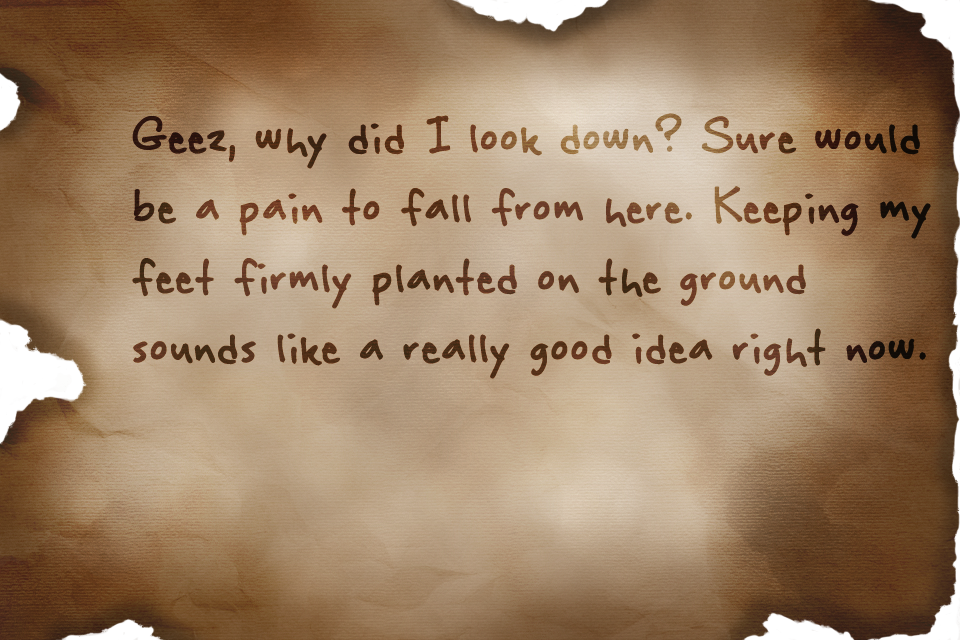 Geez, why did I look down? Sure would
be a pain to fall from here. Keeping my
feet firmly planted on the ground
sounds like a really good idea right now.